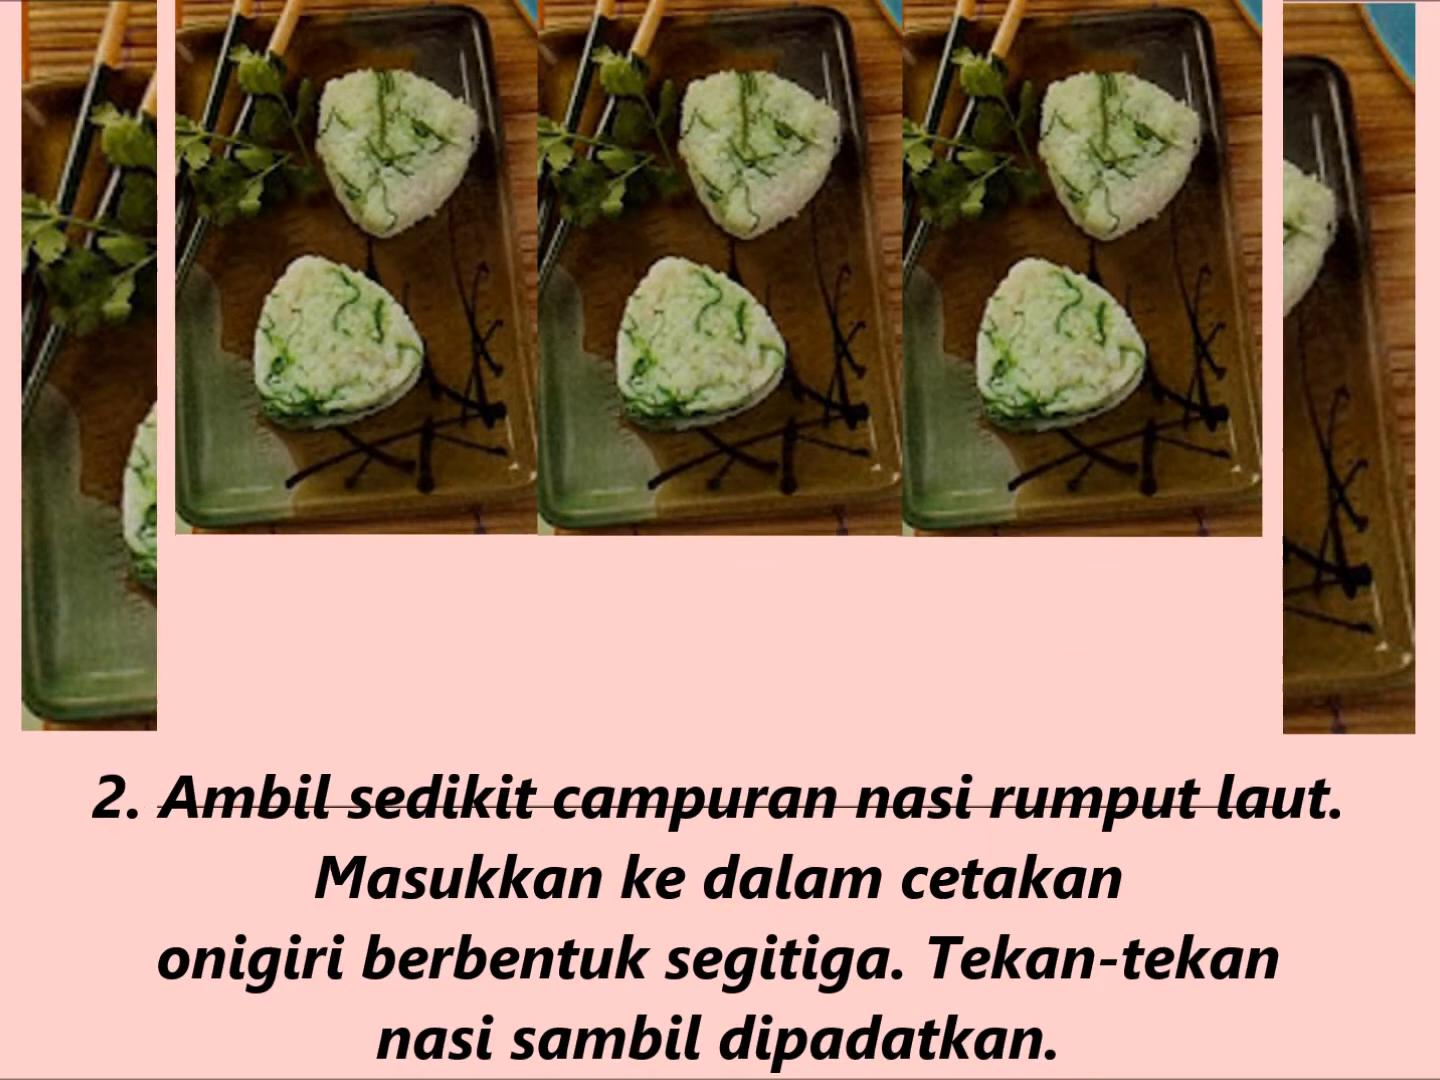 2. Ambil sedikit campuran nasi rumput laut.
Masukkan ke dalam cetakan
onigiri berbentuk segitiga. Tekan-tekan
nasi sambil dipadatkan.